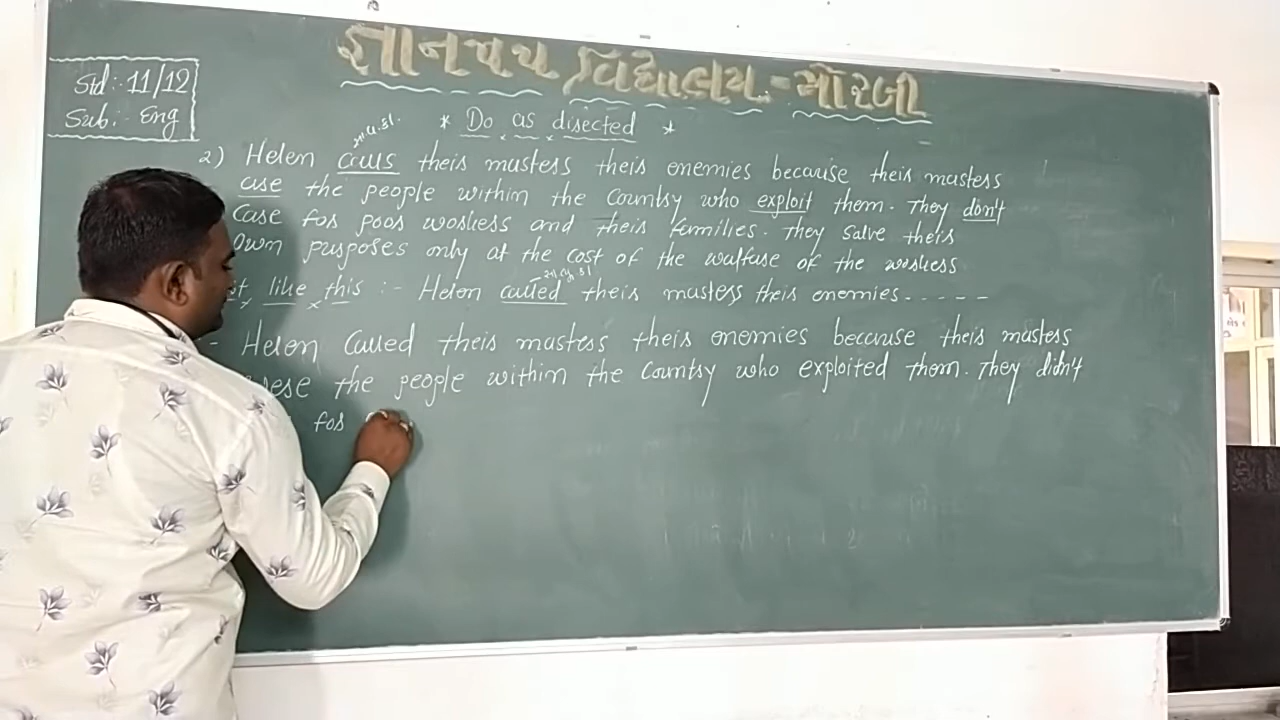 જ્ઞાનપથ વિદ્યાલય - મોરબી
Std :- 11/12
Sub :- Eng
* Do as disected *
2) Helen calls theis mastess theis enemies because theis mastess
are the people within the Countsy who exploit them. They don't
Case fos poos woskess and theis families. They salve theis
Own pusposes only at the cost of the walfase of the woskess
like this :- Helen called theis mastess theis enemies - - - - -
- Helen Called theis mastess theis enemies because theis mastess
the people within the Countsy who exploited them. They didn't
fos